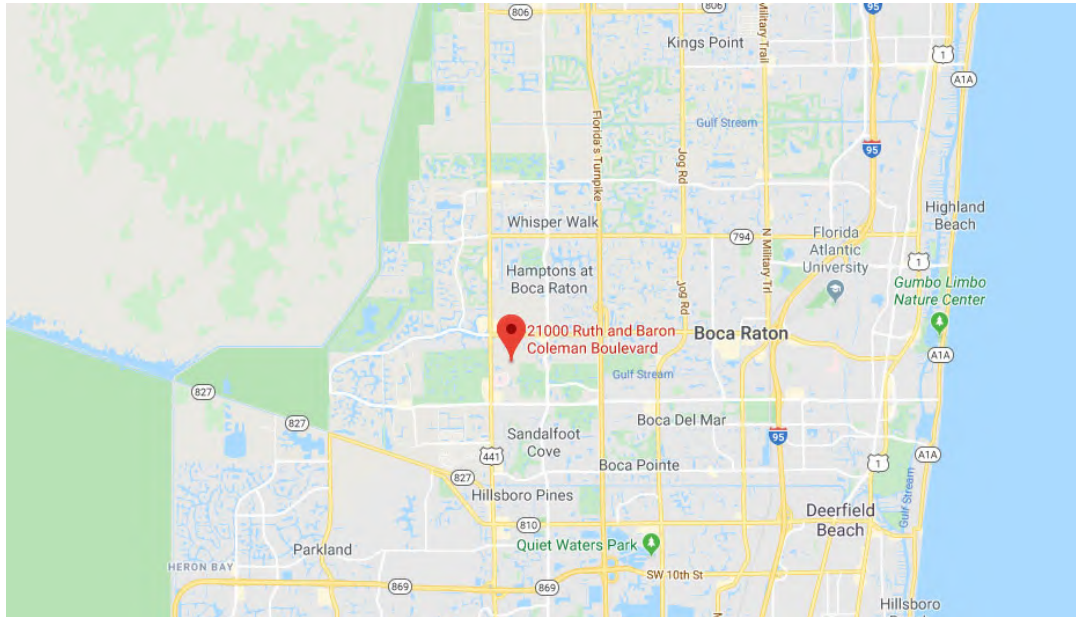 806
806
95
Kings Point
Military Trail
1
A1A
Gulf Stream
Florida's Turnpike
Jog Rd
95
Whisper Walk
794
N Military Trl
Florida
Atlantic
University
Highland
Beach
1
Hamptons at
Boca Raton
Jog Rd
Gumbo Limbo
Nature Center
21000 Ruth and Baron
Coleman Boulevard
Boca Raton
A1A
Gulf Stream
827
827
Boca Del Mar
Sandalfoot
Cove
95
441
A1A
1
827
Boca Pointe
Hillsboro Pines
Gulf Stream
810
Deerfield
Beach
Parkland
Quiet Waters Park
HERON BAY
869
869
SW 10th St
Hillsboro